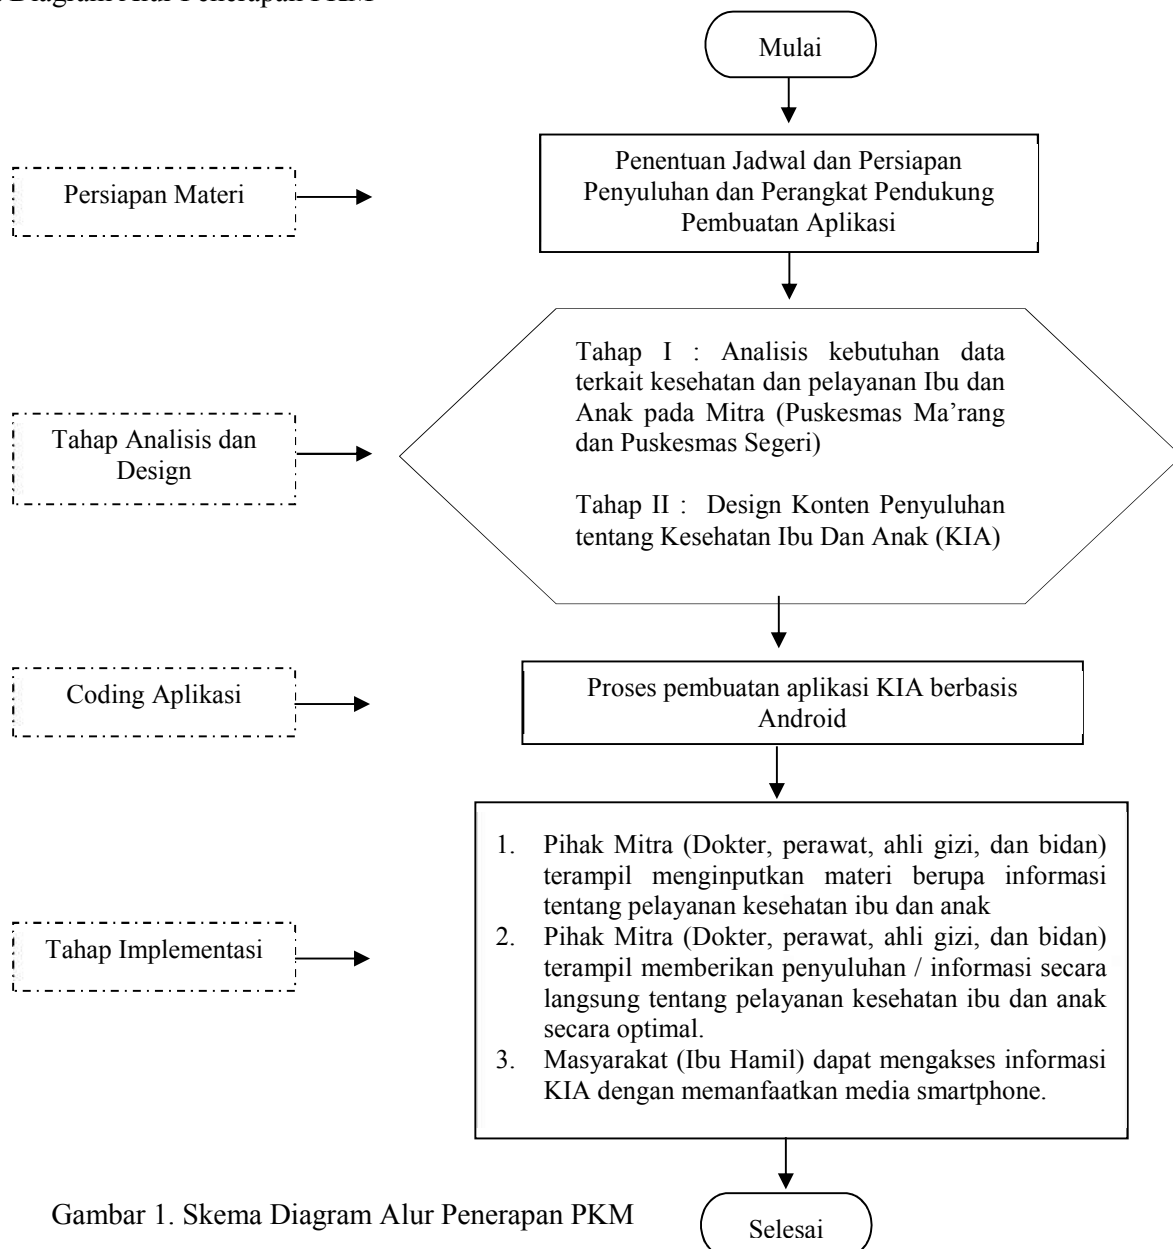 Diagram Alur Penerapan PKM
Mulai
Persiapan Materi
Penentuan Jadwal dan Persiapan
Penyuluhan dan Perangkat Pendukung
Pembuatan Aplikasi
Tahap Analisis dan
Design
Tahap I : Analisis kebutuhan data
terkait kesehatan dan pelayanan Ibu dan
Anak pada Mitra (Puskesmas Ma’rang
dan Puskesmas Segeri)
Tahap II : Design Konten Penyuluhan
tentang Kesehatan Ibu Dan Anak (KIA)
Coding Aplikasi
Proses pembuatan aplikasi KIA berbasis
Android
Tahap Implementasi
1. Pihak Mitra (Dokter, perawat, ahli gizi, dan bidan)
terampil menginputkan materi berupa informasi
tentang pelayanan kesehatan ibu dan anak
2. Pihak Mitra (Dokter, perawat, ahli gizi, dan bidan)
terampil memberikan penyuluhan / informasi secara
langsung tentang pelayanan kesehatan ibu dan anak
secara optimal.
3. Masyarakat (Ibu Hamil) dapat mengakses informasi
KIA dengan memanfaatkan media smartphone.
Selesai
Gambar 1. Skema Diagram Alur Penerapan PKM